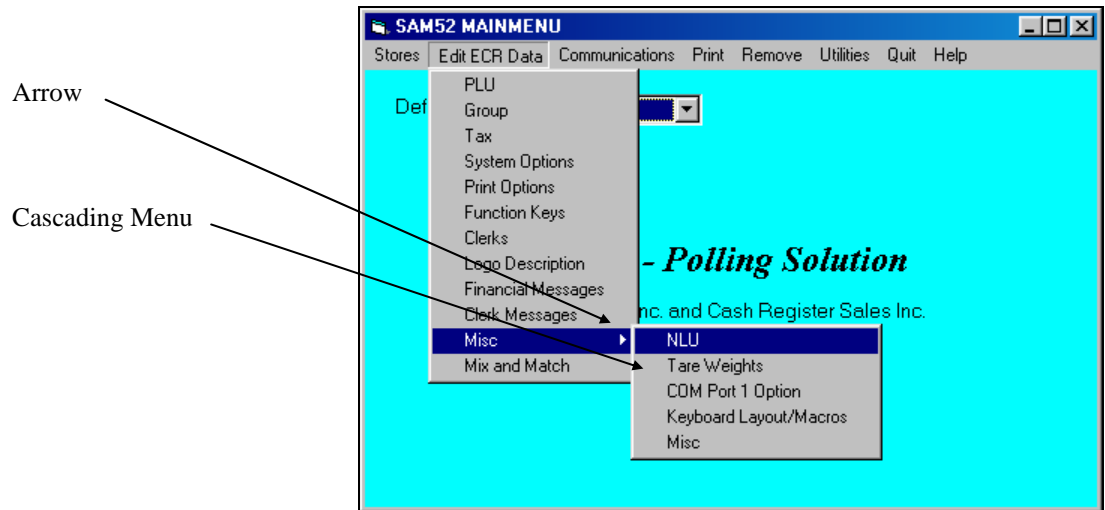 SAM52 MAINMENU
Stores Edit ECR Data Communications Print Remove Utilities Quit Help
Arrow
Cascading Menu
Def
PLU
Group
Tax
System Options
Print Options
Function Keys
Clerks
Logo Description
Financial Messages
Clerk Messages
Misc
Mix and Match
- Polling Solution
nc. and Cash Register Sales Inc.
NLU
Tare Weights
COM Port 1 Option
Keyboard Layout/Macros
Misc